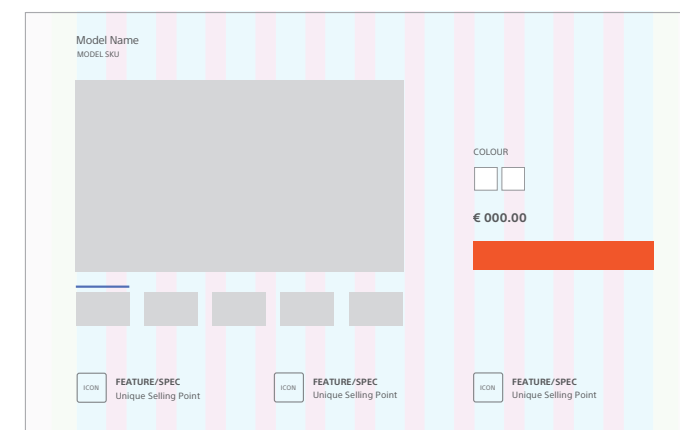 Model Name
MODEL SKU
COLOUR
€ 000.00
ICON
FEATURE/SPEC
Unique Selling Point
ICON
FEATURE/SPEC
Unique Selling Point
ICON
FEATURE/SPEC
Unique Selling Point